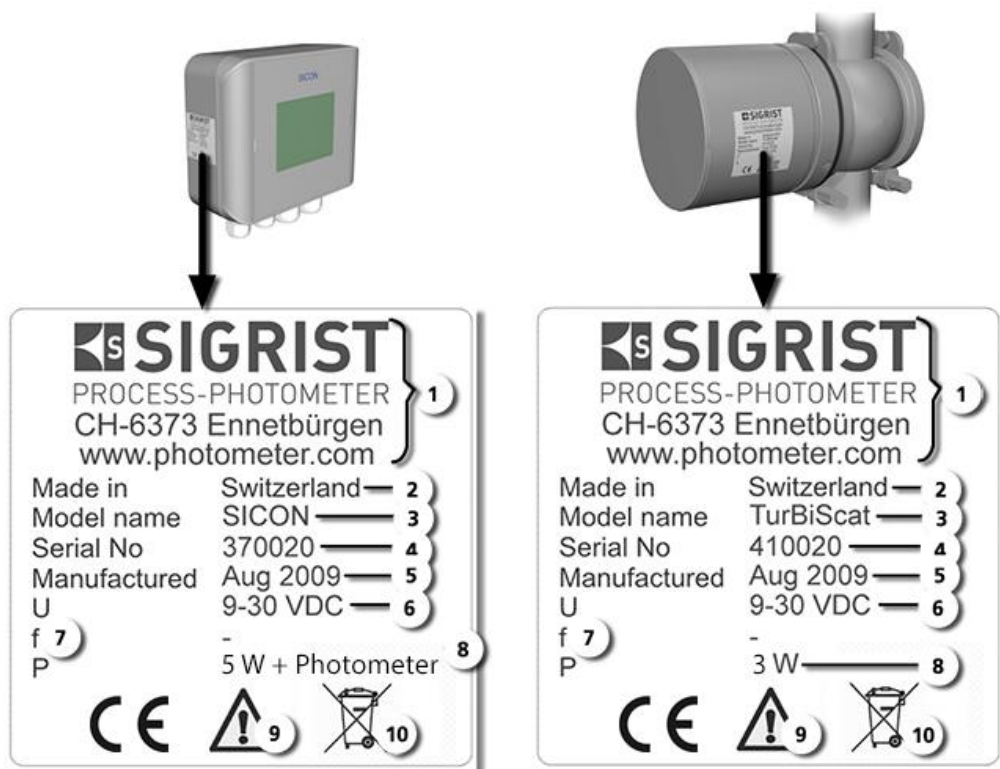 SICON
SIGRIST
SIGRIST
PROCESS-PHOTOMETER
CH-6373 Ennetbürgen
www.photometer.com
1
Made in Switzerland 2
Model name SICON 3
Serial No 370020 4
Manufactured Aug 2009 5
U 9-30 VDC 6
f 7 -
P 5 W + Photometer 8
CE 9 10
SIGRIST
SIGRIST
PROCESS-PHOTOMETER
CH-6373 Ennetbürgen
www.photometer.com
1
Made in Switzerland 2
Model name TurBiScat 3
Serial No 410020 4
Manufactured Aug 2009 5
U 9-30 VDC 6
f 7 -
P 3 W 8
CE 9 10